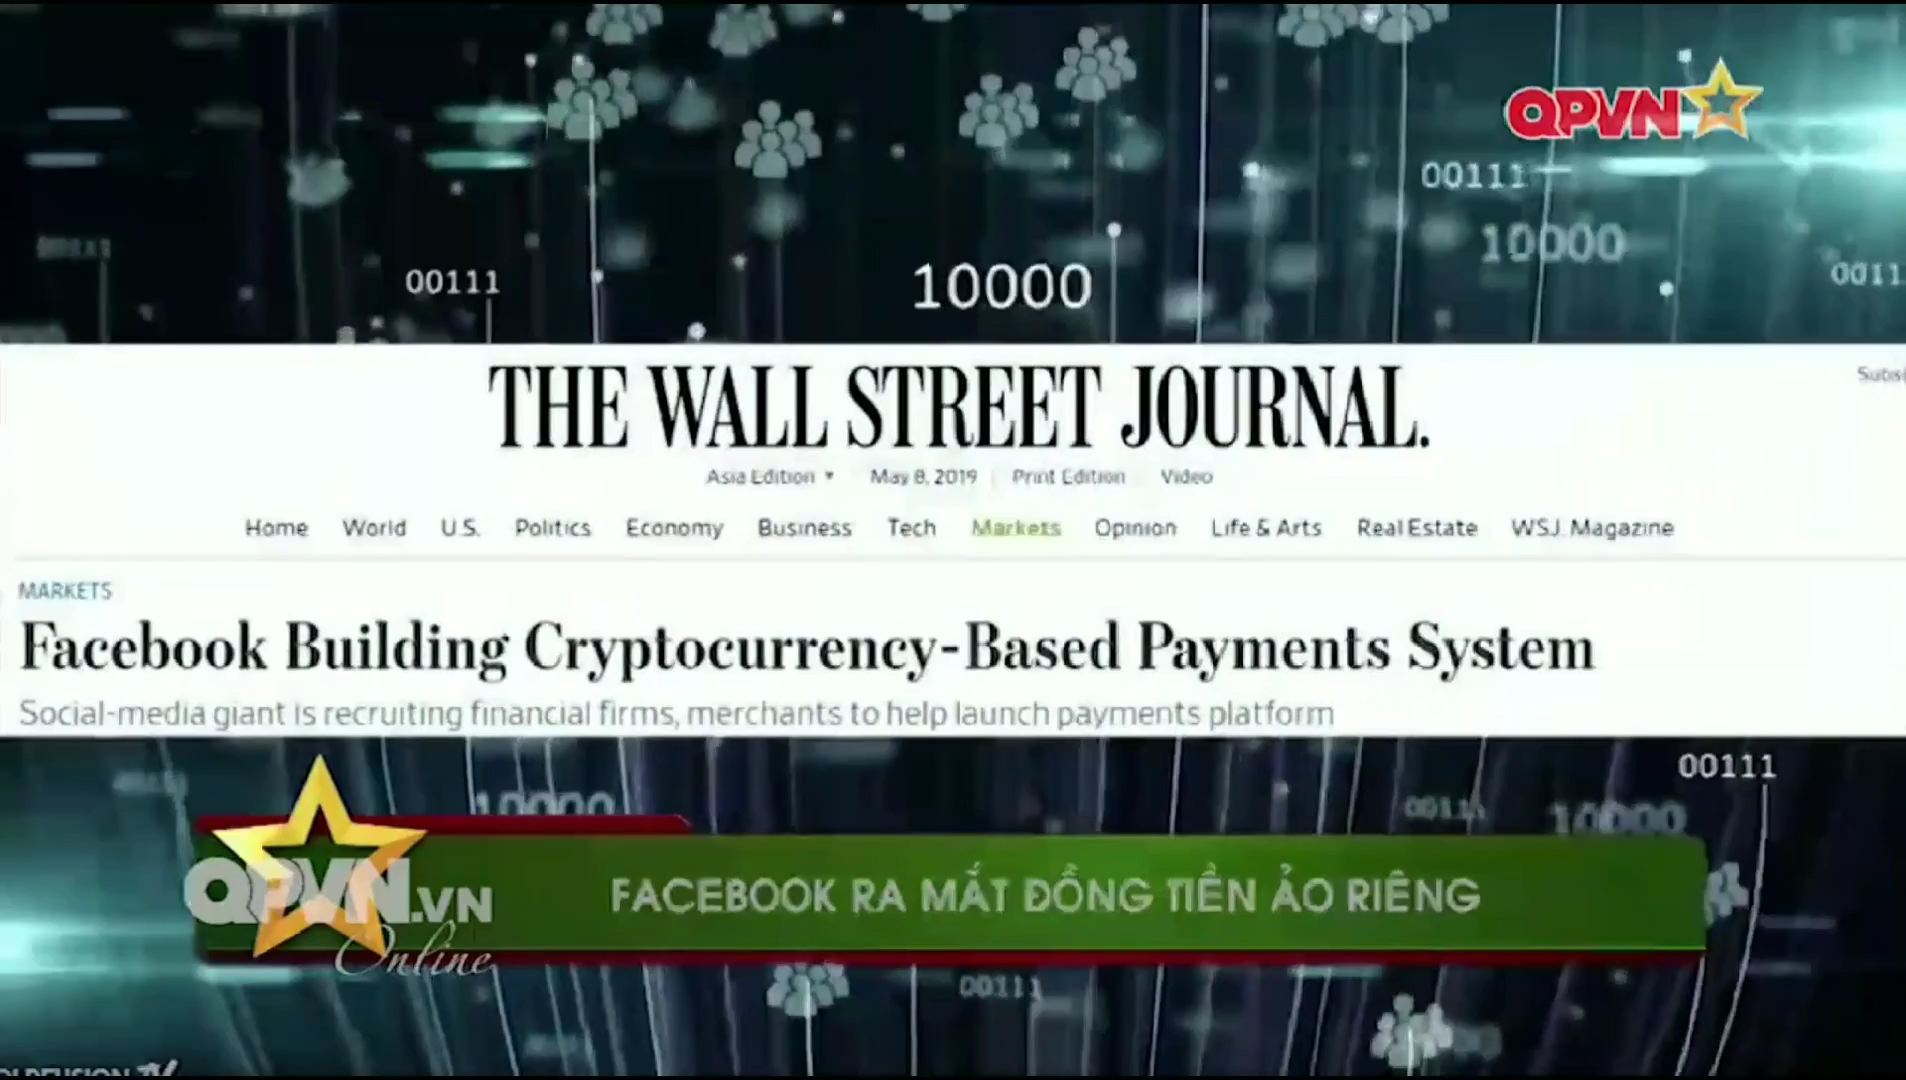 QPVN
00111
10000
00111
10000
0011
THE WALL STREET JOURNAL.
Asia Edition May 8, 2019 Print Edition Video
Home World U.S. Politics Economy Business Tech Markets Opinion Life & Arts Real Estate WSJ. Magazine
MARKETS
Facebook Building Cryptocurrency-Based Payments System
Social-media giant is recruiting financial firms, merchants to help launch payments platform
00111
10000
00111
10000
QPVN.VN
Online
FACEBOOK RA MẮT ĐỒNG TIỀN ẢO RIÊNG
00111